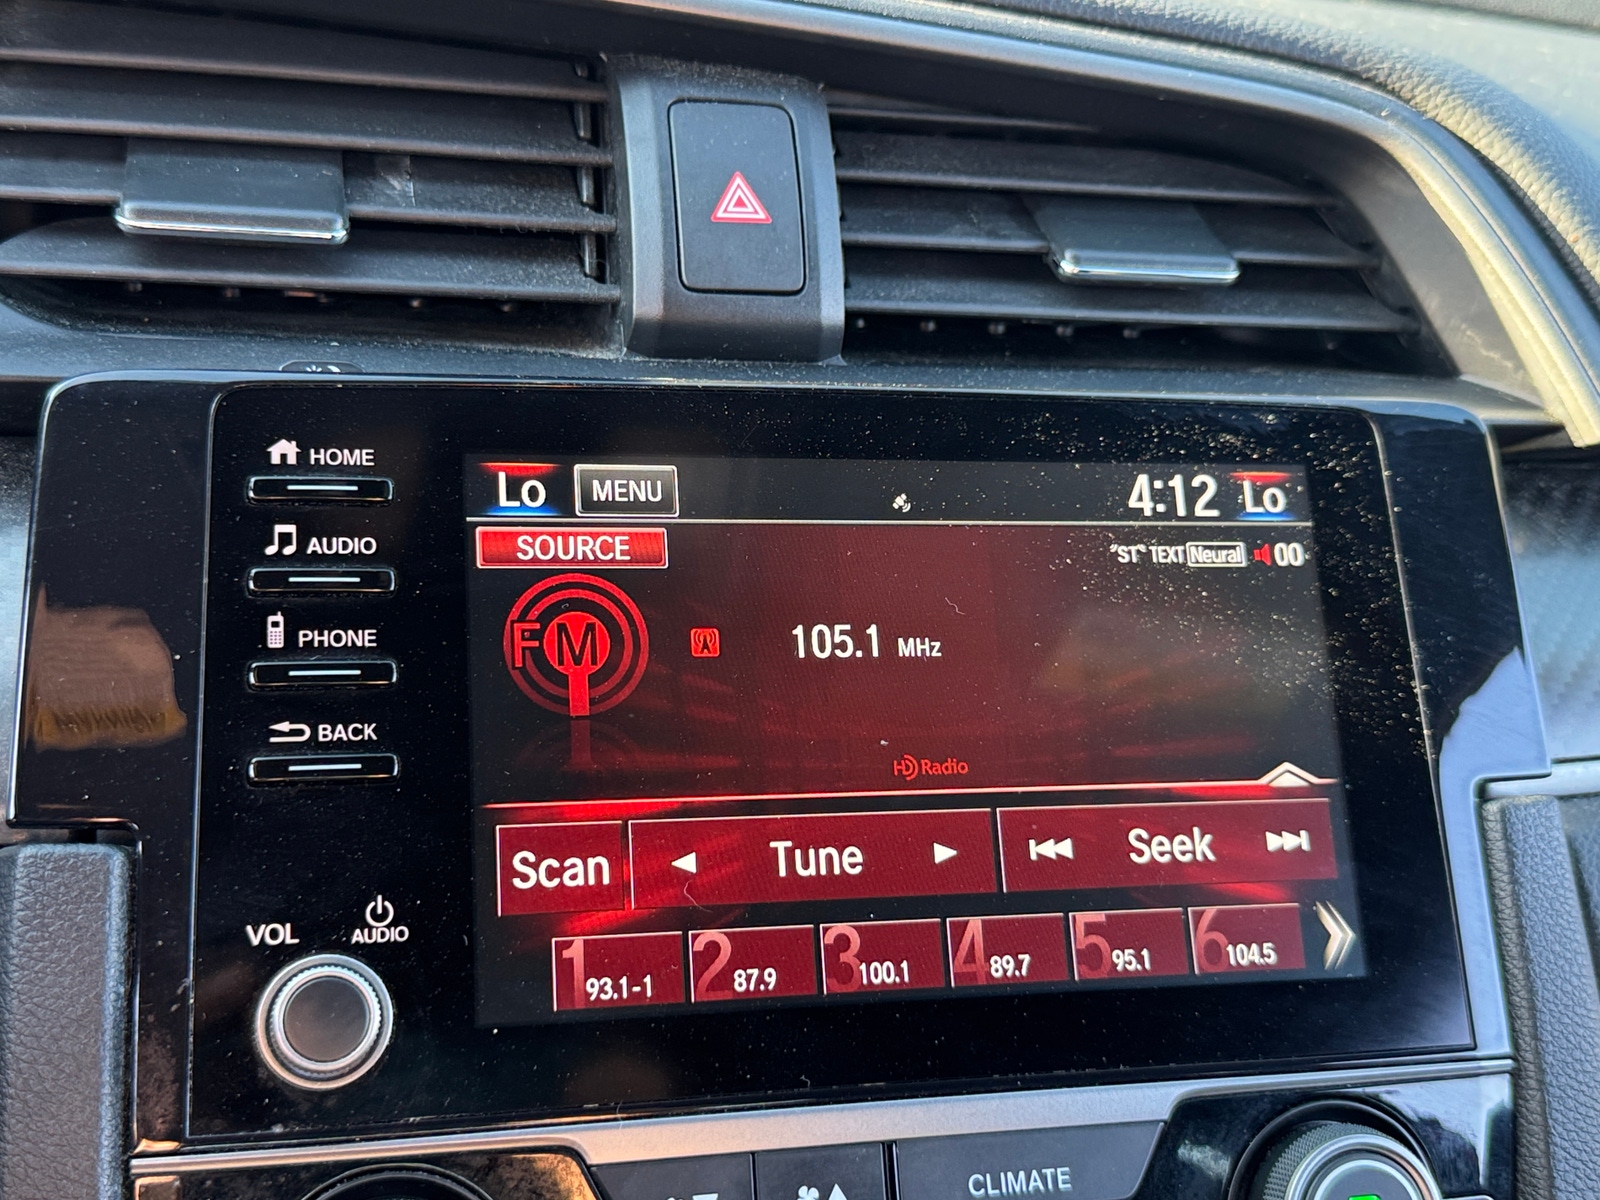 HOME
AUDIO
PHONE
BACK
VOL
AUDIO
Lo MENU 4:12 Lo
SOURCE
"ST" TEXT Neural 00
FM
105.1 MHz
HD Radio
Scan Tune Seek
1 93.1-1
2 87.9
3 100.1
4 89.7
5 95.1
6 104.5
CLIMATE